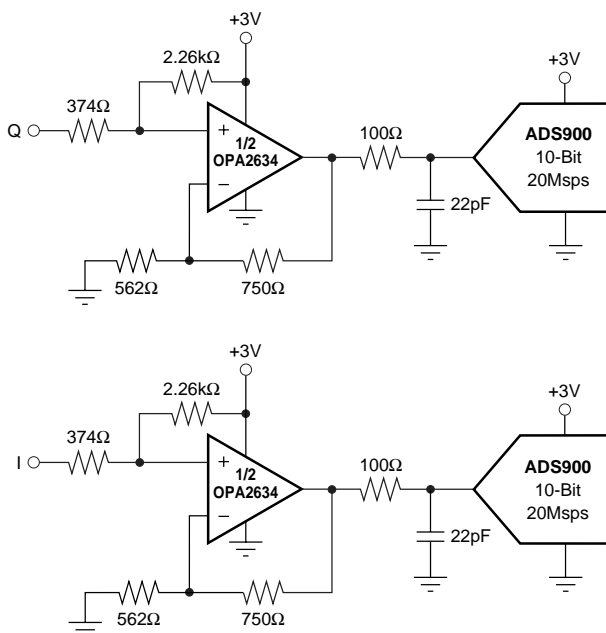 +3V
2.26kΩ
+3V
374Ω
Q
+
1/2
OPA2634
−
100Ω
ADS900
10-Bit
20Msps
22pF
562Ω
750Ω
+3V
2.26kΩ
+3V
374Ω
I
+
1/2
OPA2634
−
100Ω
ADS900
10-Bit
20Msps
22pF
562Ω
750Ω